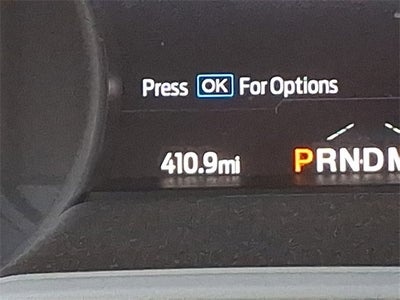 Press OK For Options
410.9mi
PRNDM